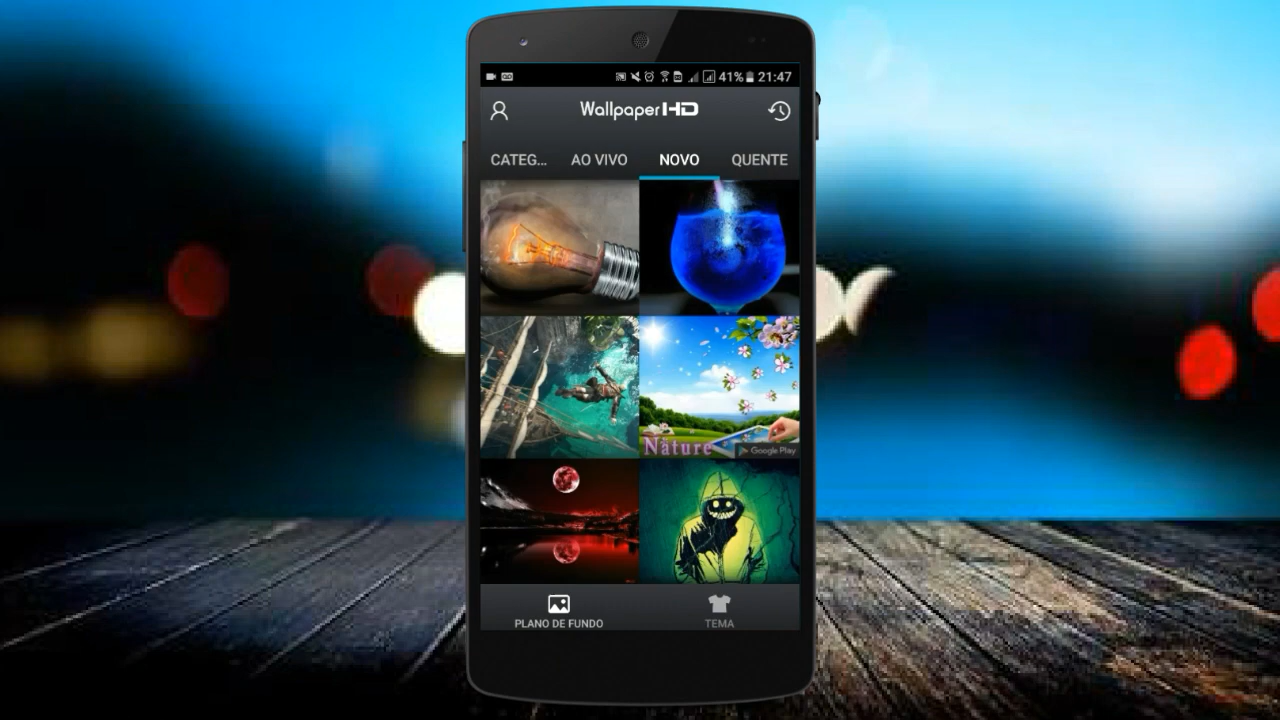 41% 21:47
WallpaperHD
CATEG... AO VIVO NOVO QUENTE
Nature
Google Play
PLANO DE FUNDO TEMA